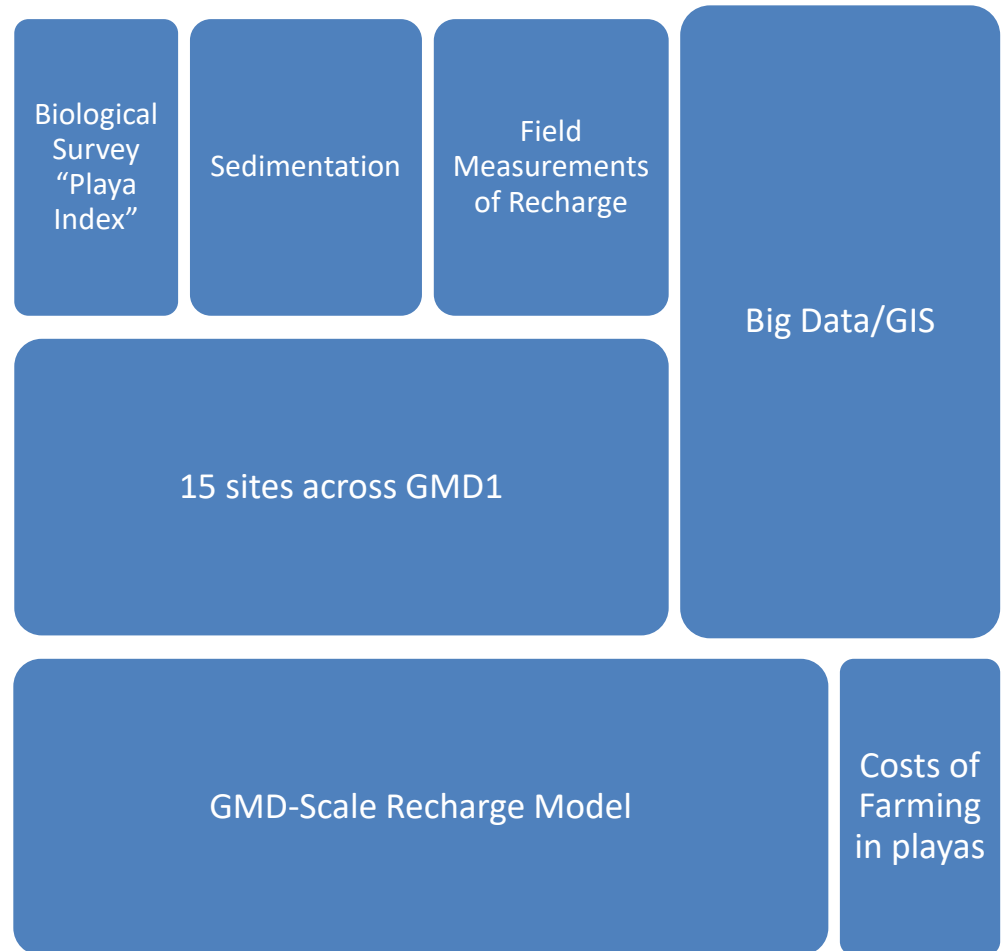 Biological
Survey
“Playa
Index”
Sedimentation
Field
Measurements
of Recharge
Big Data/GIS
15 sites across GMD1
GMD-Scale Recharge Model
Costs of
Farming
in playas